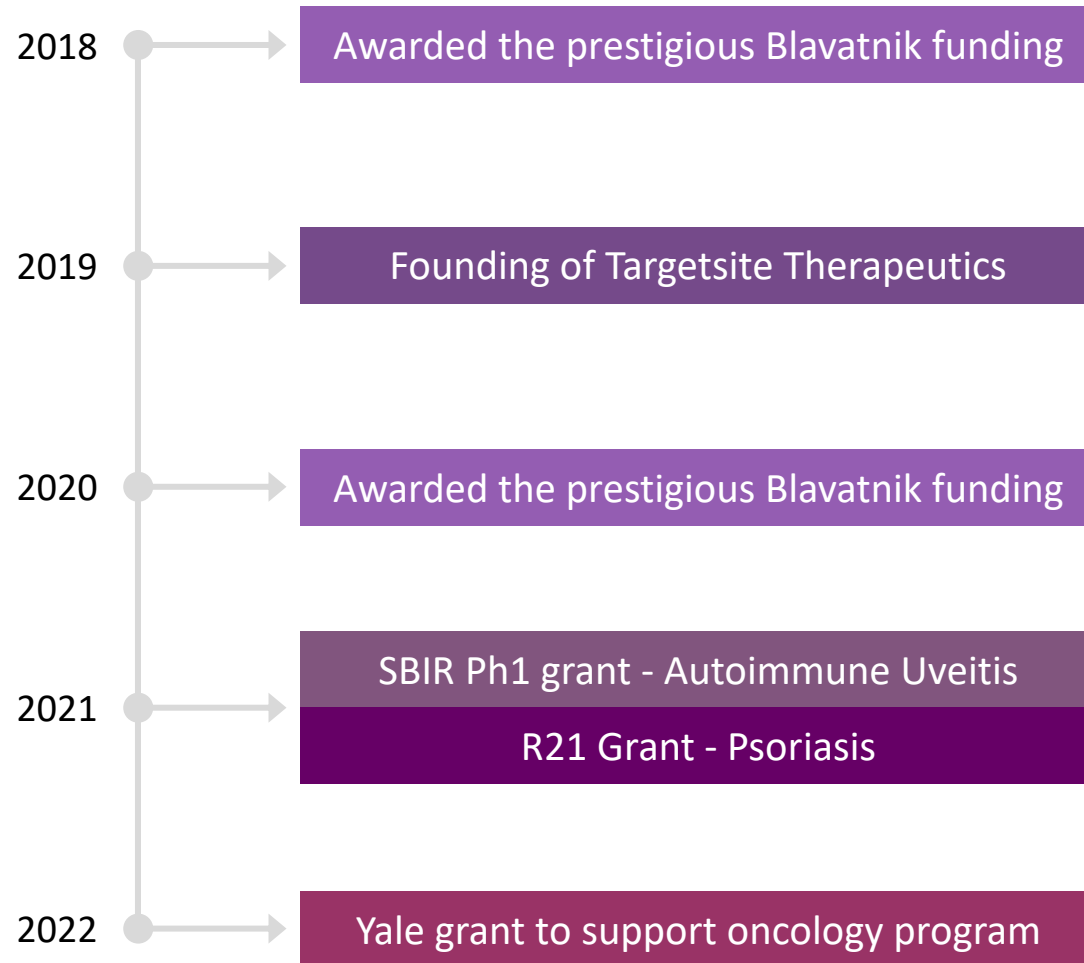 2018
Awarded the prestigious Blavatnik funding
2019
Founding of Targetsite Therapeutics
2020
Awarded the prestigious Blavatnik funding
2021
SBIR Ph1 grant - Autoimmune Uveitis
R21 Grant - Psoriasis
2022
Yale grant to support oncology program